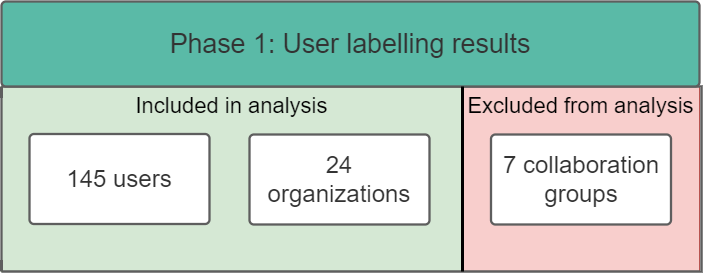 Phase 1: User labelling results
Included in analysis
Excluded from analysis
145 users
24
organizations
7 collaboration
groups